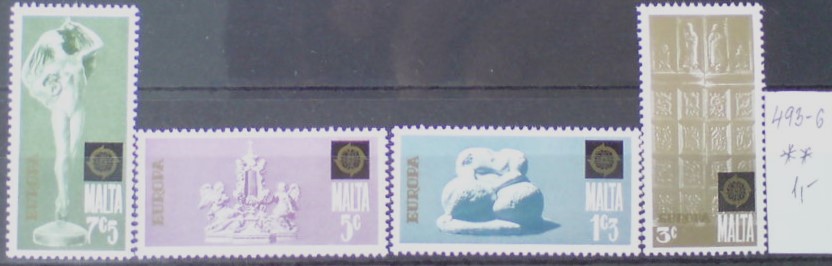 EUROPA
MALTA
7c5
EUROPA
MALTA
5c
EUROPA
MALTA
1c3
EUROPA
3c MALTA
493-6
**
1,-